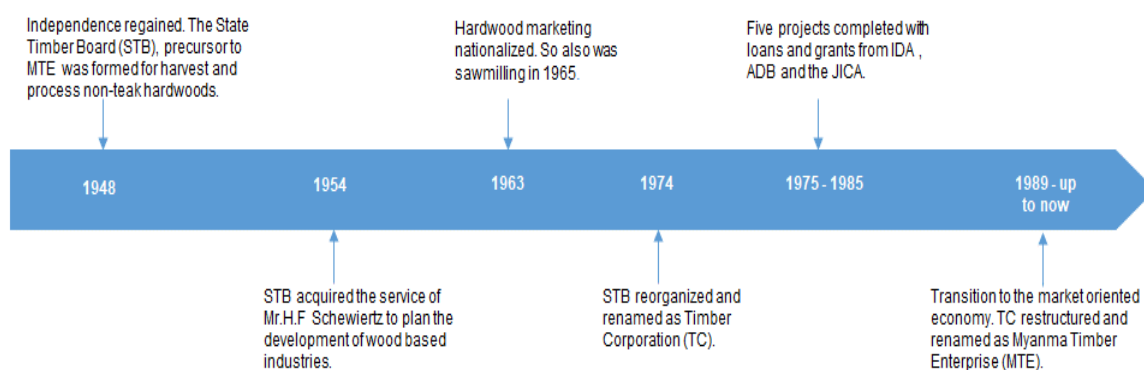 Independence regained. The State
Timber Board (STB), precursor to
MTE was formed for harvest and
process non-teak hardwoods.
Hardwood marketing
nationalized. So also was
sawmilling in 1965.
Five projects completed with
loans and grants from IDA ,
ADB and the JICA.
1948
1954
1963
1974
1975 - 1985
1989 - up
to now
STB acquired the service of
Mr.H.F Schewiertz to plan the
development of wood based
industries.
STB reorganized and
renamed as Timber
Corporation (TC).
Transition to the market oriented
economy. TC restructured and
renamed as Myanma Timber
Enterprise (MTE).